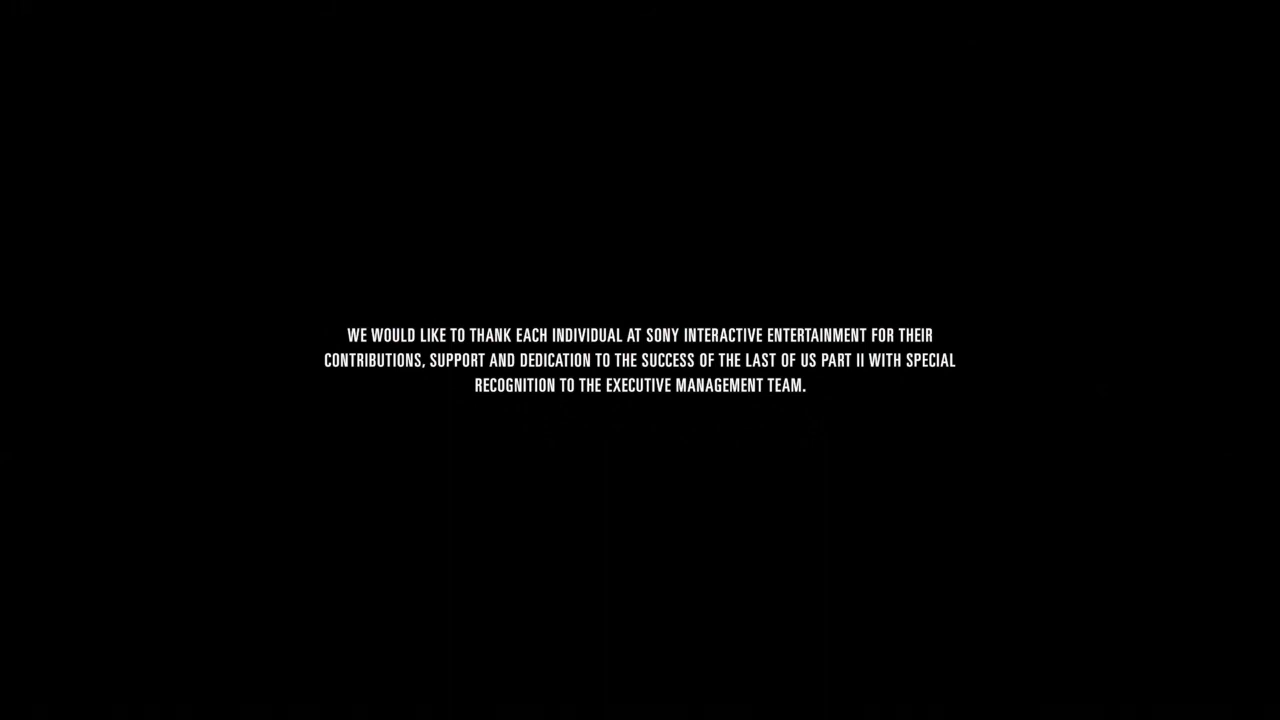 WE WOULD LIKE TO THANK EACH INDIVIDUAL AT SONY INTERACTIVE ENTERTAINMENT FOR THEIR
CONTRIBUTIONS, SUPPORT AND DEDICATION TO THE SUCCESS OF THE LAST OF US PART II WITH SPECIAL
RECOGNITION TO THE EXECUTIVE MANAGEMENT TEAM.